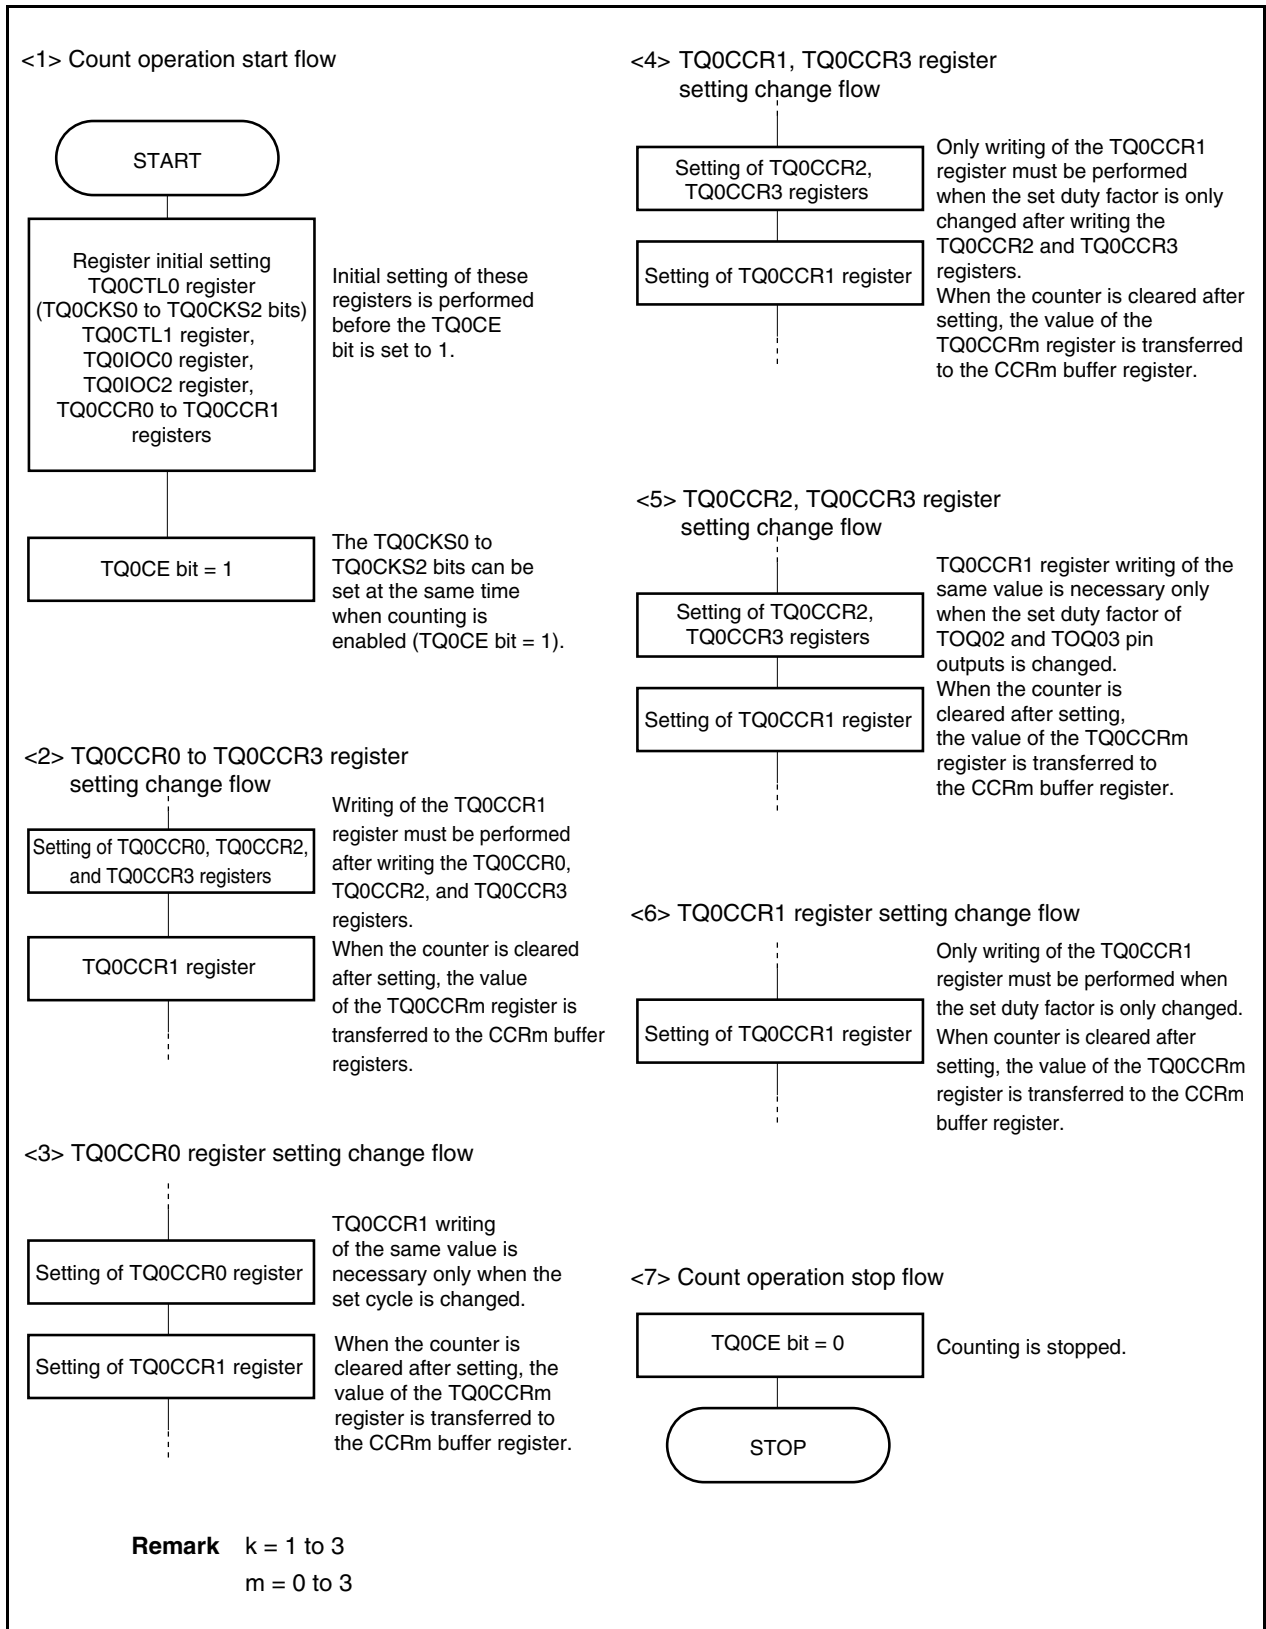 <1> Count operation start flow
START
Register initial setting
TQ0CTL0 register
(TQ0CKS0 to TQ0CKS2 bits)
TQ0CTL1 register,
TQ0IOC0 register,
TQ0IOC2 register,
TQ0CCR0 to TQ0CCR1
registers
Initial setting of these
registers is performed
before the TQ0CE
bit is set to 1.
TQ0CE bit = 1
The TQ0CKS0 to
TQ0CKS2 bits can be
set at the same time
when counting is
enabled (TQ0CE bit = 1).
<2> TQ0CCR0 to TQ0CCR3 register
setting change flow
Setting of TQ0CCR0, TQ0CCR2,
and TQ0CCR3 registers
TQ0CCR1 register
Writing of the TQ0CCR1
register must be performed
after writing the TQ0CCR0,
TQ0CCR2, and TQ0CCR3
registers.
When the counter is cleared
after setting, the value
of the TQ0CCRm register is
transferred to the CCRm buffer
registers.
<3> TQ0CCR0 register setting change flow
Setting of TQ0CCR0 register
TQ0CCR1 writing
of the same value is
necessary only when the
set cycle is changed.
Setting of TQ0CCR1 register
When the counter is
cleared after setting, the
value of the TQ0CCRm
register is transferred to
the CCRm buffer register.
<4> TQ0CCR1, TQ0CCR3 register
setting change flow
Setting of TQ0CCR2,
TQ0CCR3 registers
Setting of TQ0CCR1 register
Only writing of the TQ0CCR1
register must be performed
when the set duty factor is only
changed after writing the
TQ0CCR2 and TQ0CCR3
registers.
When the counter is cleared after
setting, the value of the
TQ0CCRm register is transferred
to the CCRm buffer register.
<5> TQ0CCR2, TQ0CCR3 register
setting change flow
Setting of TQ0CCR2,
TQ0CCR3 registers
Setting of TQ0CCR1 register
TQ0CCR1 register writing of the
same value is necessary only
when the set duty factor of
TOQ02 and TOQ03 pin
outputs is changed.
When the counter is
cleared after setting,
the value of the TQ0CCRm
register is transferred to
the CCRm buffer register.
<6> TQ0CCR1 register setting change flow
Setting of TQ0CCR1 register
Only writing of the TQ0CCR1
register must be performed when
the set duty factor is only changed.
When counter is cleared after
setting, the value of the TQ0CCRm
register is transferred to the CCRm
buffer register.
<7> Count operation stop flow
TQ0CE bit = 0
Counting is stopped.
STOP
Remark k = 1 to 3
m = 0 to 3